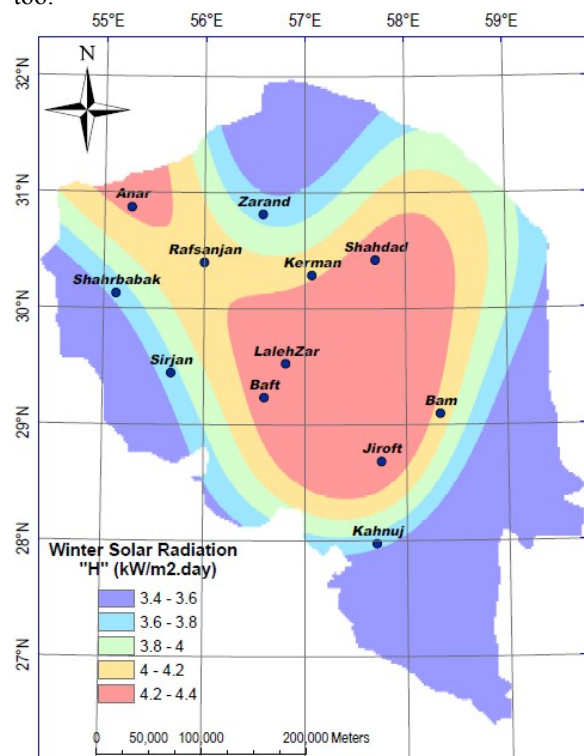 too.
55°E 56°E 57°E 58°E 59°E
N
32°N
31°N
30°N
29°N
28°N
27°N
Anar
Zarand
Rafsanjan
Kerman
Shahdad
Shahrbabak
Sirjan
LalehZar
Baft
Bam
Jiroft
Kahnuj
Winter Solar Radiation
"H" (kW/m2.day)
3.4 - 3.6
3.6 - 3.8
3.8 - 4
4 - 4.2
4.2 - 4.4
0 50,000 100,000 200,000 Meters